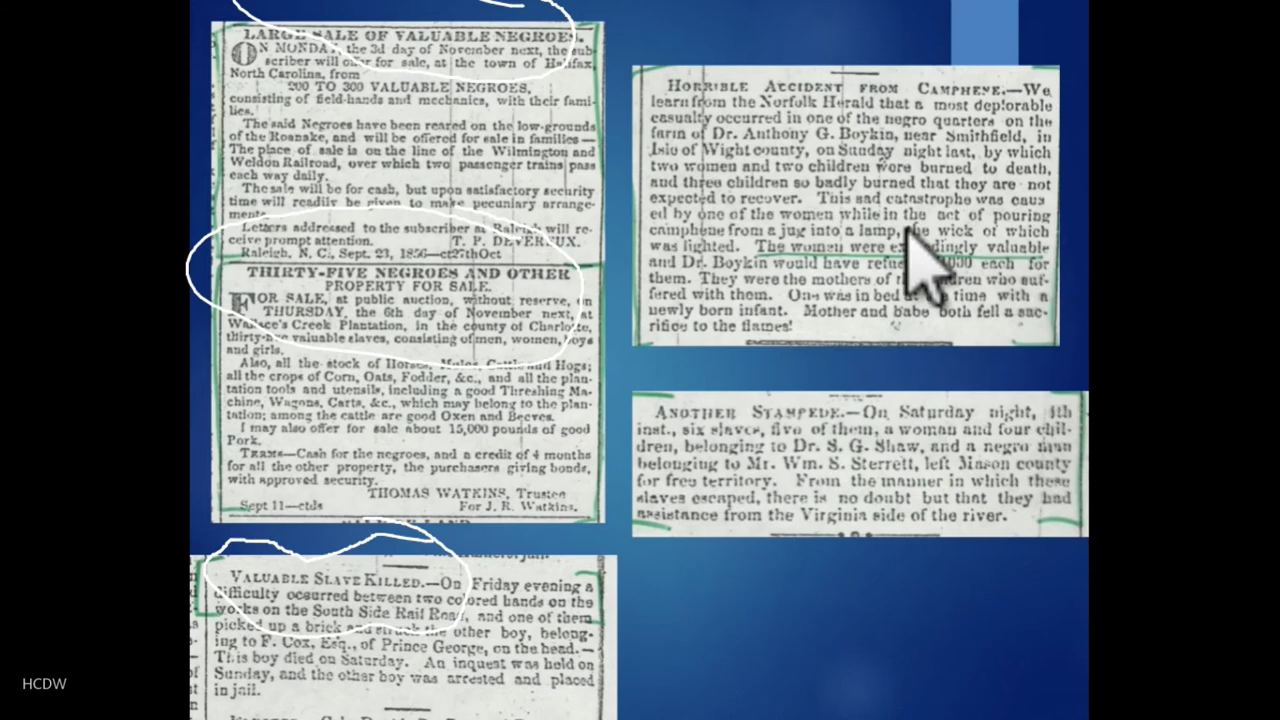 LARGE SALE OF VALUABLE NEGROES.
ON MONDAY, the 3d day of November next, the sub-
scriber will offer for sale, at the town of Halifax,
North Carolina, from
200 TO 300 VALUABLE NEGROES,
consisting of field-hands and mechanics, with their fami-
lies.
The said Negroes have been reared on the low-grounds
of the Roanake, and will be offered for sale in families—
The place of sale is on the line of the Wilmington and
Weldon Railroad, over which two passenger trains pass
each way daily.
The sale will be for cash, but upon satisfactory security
time will readily be given to make pecuniary arrange-
ments.
Letters addressed to the subscriber at Raleigh will re-
ceive prompt attention. T. P. DEVEREUX.
Raleigh, N. C., Sept. 23, 1856—ct27thOct
THIRTY-FIVE NEGROES AND OTHER
PROPERTY FOR SALE.
FOR SALE, at public auction, without reserve, on
THURSDAY, the 6th day of November next, at
Wallace's Creek Plantation, in the county of Charlotte,
thirty-five valuable slaves, consisting of men, women, boys
and girls.
Also, all the stock of Horses, Mules, Cattle and Hogs;
all the crops of Corn, Oats, Fodder, &c., and all the plan-
tation tools and utensils, including a good Threshing Ma-
chine, Wagons, Carts, &c., which may belong to the plan-
tation; among the cattle are good Oxen and Beeves.
I may also offer for sale about 15,000 pounds of good
Pork.
TERMS—Cash for the negroes, and a credit of 4 months
for all the other property, the purchasers giving bonds,
with approved security.
THOMAS WATKINS, Trustee
Sept 11—ctds For J. R. Watkins.
VALUABLE SLAVE KILLED.—On Friday evening a
difficulty occurred between two colored hands on the
works on the South Side Rail Road, and one of them
picked up a brick and struck the other boy, belong-
ing to F. Cox, Esq., of Prince George, on the head.—
This boy died on Saturday. An inquest was held on
Sunday, and the other boy was arrested and placed
in jail.
HORRIBLE ACCIDENT FROM CAMPHENE.—We
learn from the Norfolk Herald that a most deplorable
casualty occurred in one of the negro quarters on the
farm of Dr. Anthony G. Boykin, near Smithfield, in
Isle of Wight county, on Sunday night last, by which
two women and two children were burned to death,
and three children so badly burned that they are not
expected to recover. This sad catastrophe was caus
ed by one of the women while in the act of pouring
camphene from a jug into a lamp, the wick of which
was lighted. The women were exceedingly valuable
and Dr. Boykin would have refused each for
them. They were the mothers of the children who suf-
fered with them. One was in bed at time with a
newly born infant. Mother and babe both fell a sac-
rifice to the flames!
ANOTHER STAMPEDE.—On Saturday night,
inst., six slaves, five of them, a woman and four chil-
dren, belonging to Dr. S. G. Shaw, and a negro man
belonging to Mr. Wm. S. Sterrett, left Mason county
for free territory. From the manner in which these
slaves escaped, there is no doubt but that they had
assistance from the Virginia side of the river.
HCDW